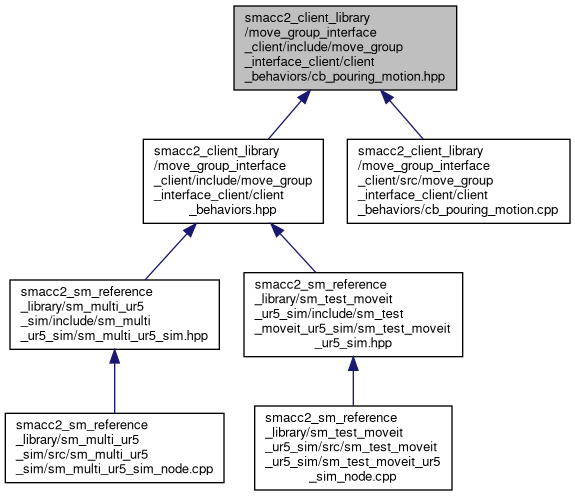 smacc2_client_library
/move_group_interface
_client/include/move_group
_interface_client/client
_behaviors/cb_pouring_motion.hpp
smacc2_client_library
/move_group_interface
_client/include/move_group
_interface_client/client
_behaviors.hpp
smacc2_client_library
/move_group_interface
_client/src/move_group
_interface_client/client
_behaviors/cb_pouring_motion.cpp
smacc2_sm_reference
_library/sm_multi_ur5
_sim/include/sm_multi
_ur5_sim/sm_multi_ur5_sim.hpp
smacc2_sm_reference
_library/sm_test_moveit
_ur5_sim/include/sm_test
_moveit_ur5_sim/sm_test_moveit
_ur5_sim.hpp
smacc2_sm_reference
_library/sm_multi_ur5
_sim/src/sm_multi_ur5
_sim/sm_multi_ur5_sim_node.cpp
smacc2_sm_reference
_library/sm_test_moveit
_ur5_sim/src/sm_test_moveit
_ur5_sim/sm_test_moveit_ur5
_sim_node.cpp